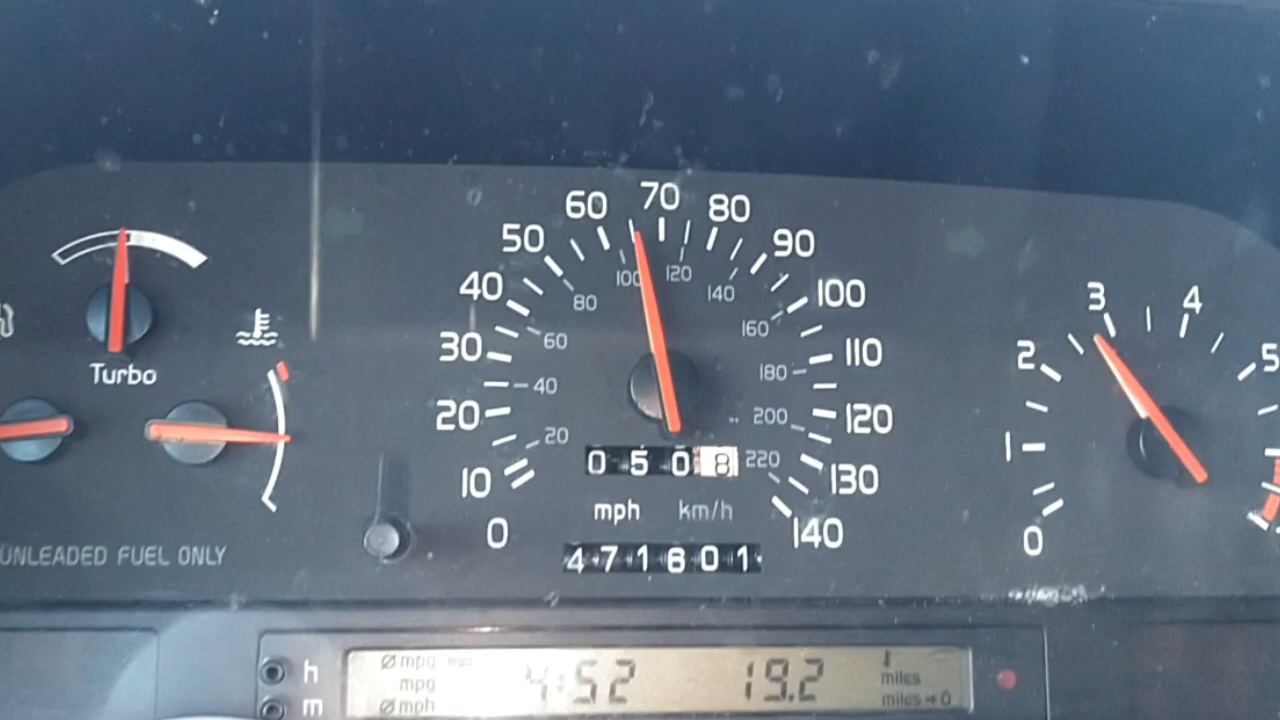 Turbo
UNLEADED FUEL ONLY
0
10
20
30
40
50
60
70
80
90
100
110
120
130
140
20
40
60
80
100
120
140
160
180
200
220
0 5 0 8
mph km/h
4 7 1 6 0 1
0
1
2
3
4
5
h
m
Ømpg
mpg
Ømph
4:52 19.2
miles
miles→0